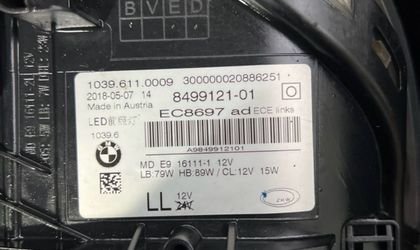 BVED
1039.611.0009 300000020886251
2018-05-07 14 8499121-01
Made in Austria
EC8697 ad ECE links
LED前照灯
1039.6
A9849912101
BMW
MD E9 16111-1 12V
LB:79W HB:89W / CL:12V 15W
LL 12V
24V